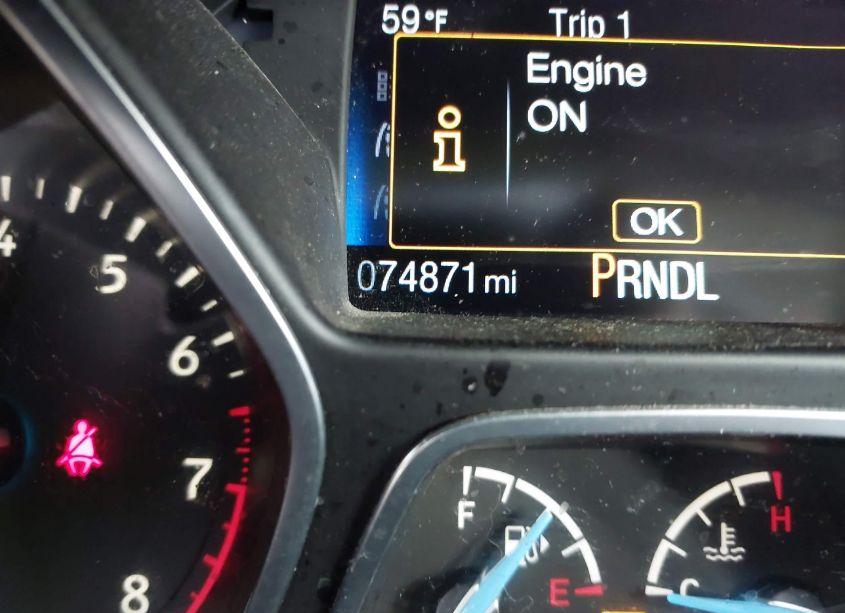 59°F Trip 1
Engine
ON
OK
074871 mi PRNDL
4
5
6
7
8
F
E
H
C